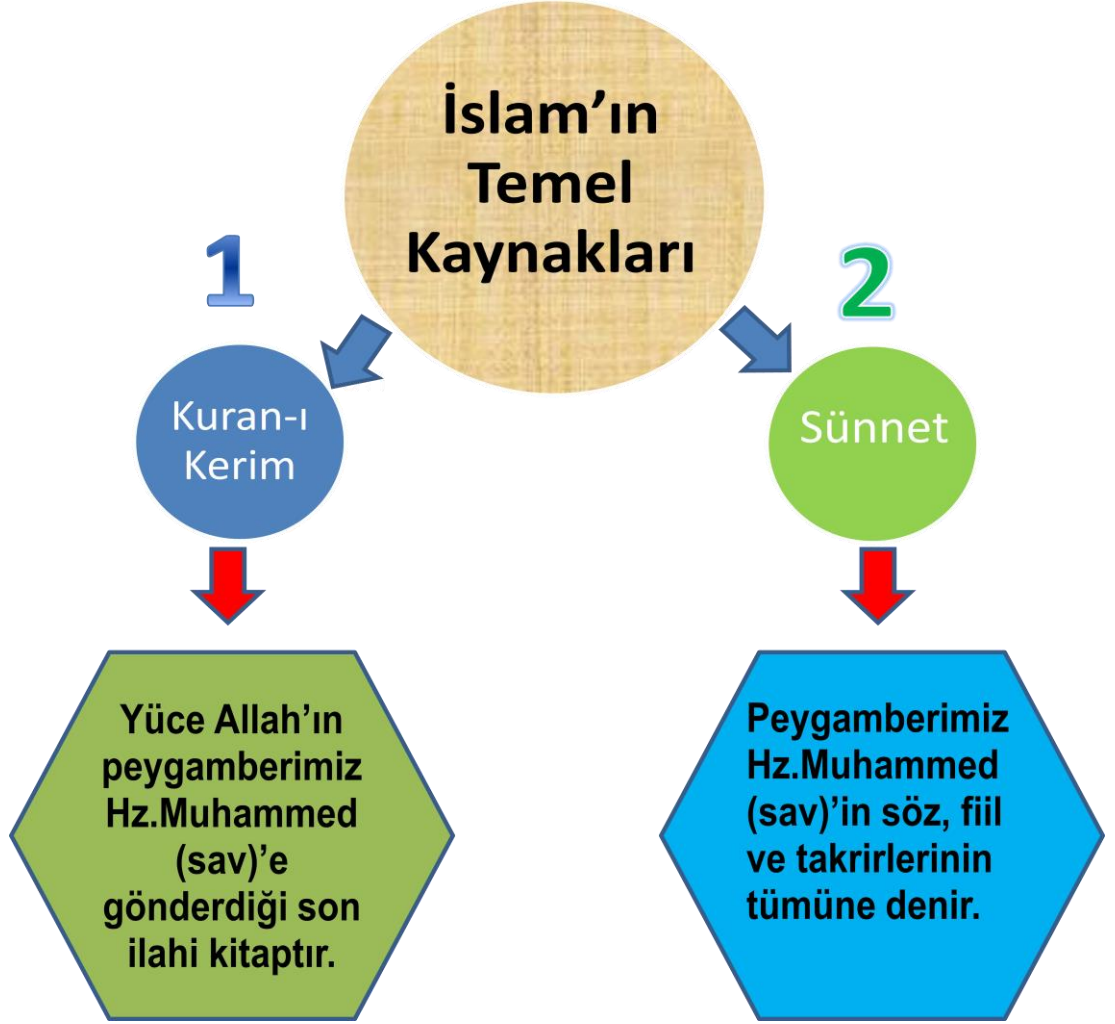 İslam’ın
Temel
Kaynakları
1
Kuran-ı
Kerim
Yüce Allah’ın
peygamberimiz
Hz.Muhammed
(sav)’e
gönderdiği son
ilahi kitaptır.
2
Sünnet
Peygamberimiz
Hz.Muhammed
(sav)’in söz, fiil
ve takrirlerinin
tümüne denir.